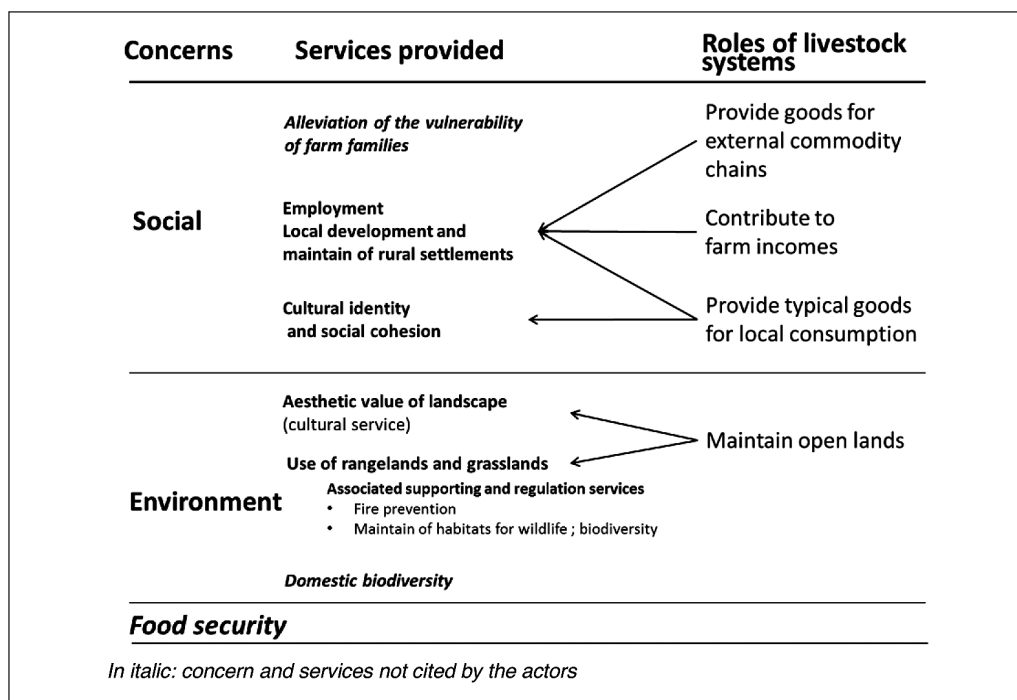 Concerns
Services provided
Roles of livestock
systems
Social
Alleviation of the vulnerability
of farm families
Employment
Local development and
maintain of rural settlements
Cultural identity
and social cohesion
Provide goods for
external commodity
chains
Contribute to
farm incomes
Provide typical goods
for local consumption
Environment
Aesthetic value of landscape
(cultural service)
Use of rangelands and grasslands
Associated supporting and regulation services
• Fire prevention
• Maintain of habitats for wildlife ; biodiversity
Domestic biodiversity
Maintain open lands
Food security
In italic: concern and services not cited by the actors